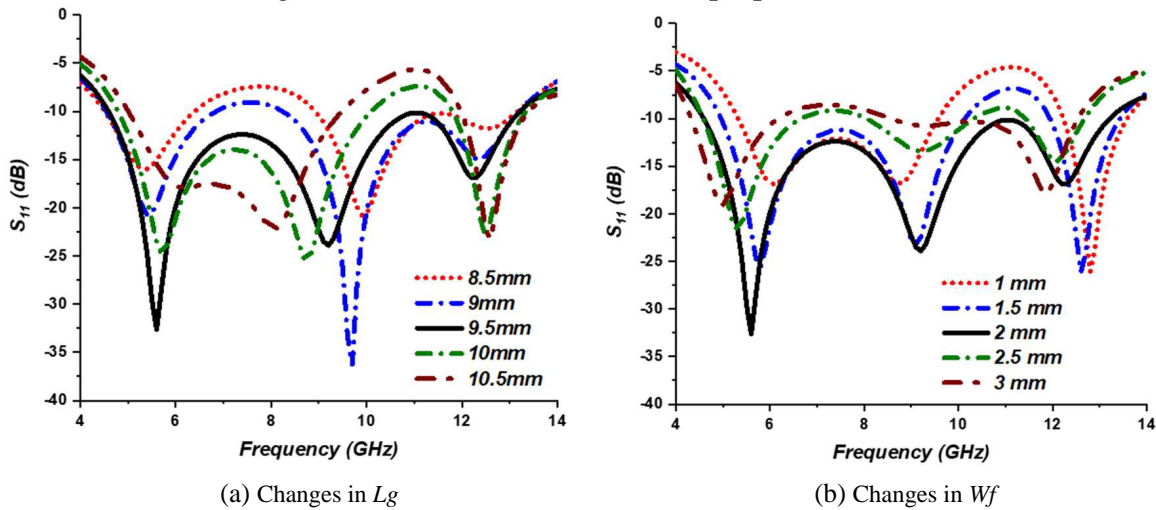 0
-5
-10
-15
-20
-25
-30
-35
-40
S11 (dB)
8.5mm
9mm
9.5mm
10mm
10.5mm
4 6 8 10 12 14
Frequency (GHz)
(a) Changes in Lg
0
-5
-10
-15
-20
-25
-30
-35
-40
S11 (dB)
1 mm
1.5 mm
2 mm
2.5 mm
3 mm
4 6 8 10 12 14
Frequency (GHz)
(b) Changes in Wf